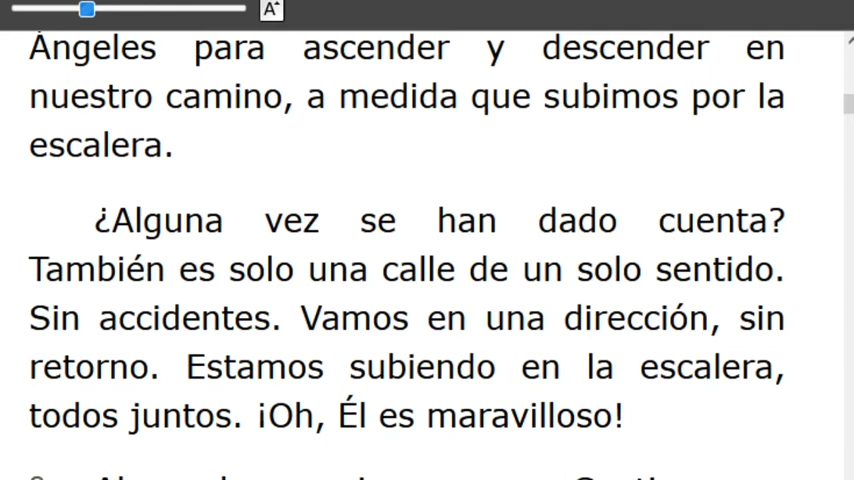 A
Ángeles para ascender y descender en
nuestro camino, a medida que subimos por la
escalera.
¿Alguna vez se han dado cuenta?
También es solo una calle de un solo sentido.
Sin accidentes. Vamos en una dirección, sin
retorno. Estamos subiendo en la escalera,
todos juntos. ¡Oh, Él es maravilloso!